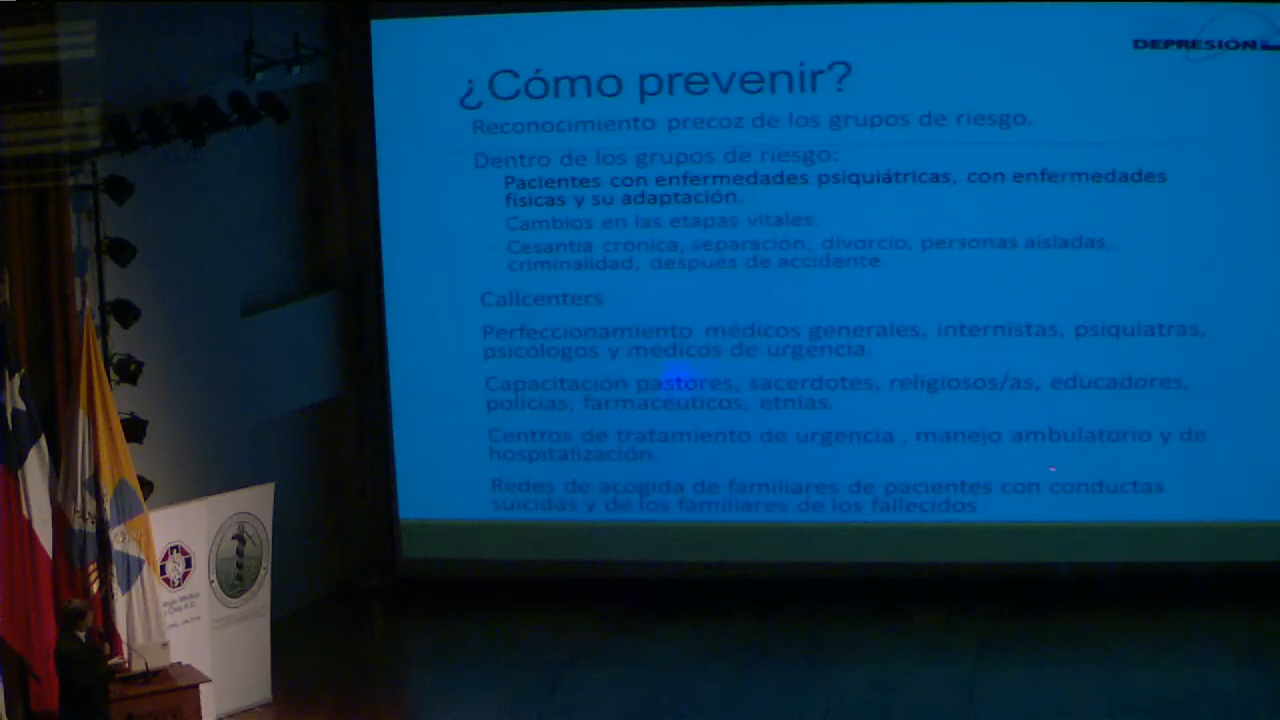 DEPRESIÓN
¿Cómo prevenir?
Reconocimiento precoz de los grupos de riesgo.
Dentro de los grupos de riesgo:
Pacientes con enfermedades psiquiátricas, con enfermedades
físicas y su adaptación.
Cambios en las etapas vitales.
Cesantía crónica, separación, divorcio, personas aisladas,
criminalidad, después de accidente.
Callcenters
Perfeccionamiento médicos generales, internistas, psiquiatras,
psicólogos y médicos de urgencia.
Capacitación pastores, sacerdotes, religiosos/as, educadores,
policías, farmacéuticos, etnias.
Centros de tratamiento de urgencia , manejo ambulatorio y de
hospitalización.
Redes de acogida de familiares de pacientes con conductas
suicidas y de los familiares de los fallecidos